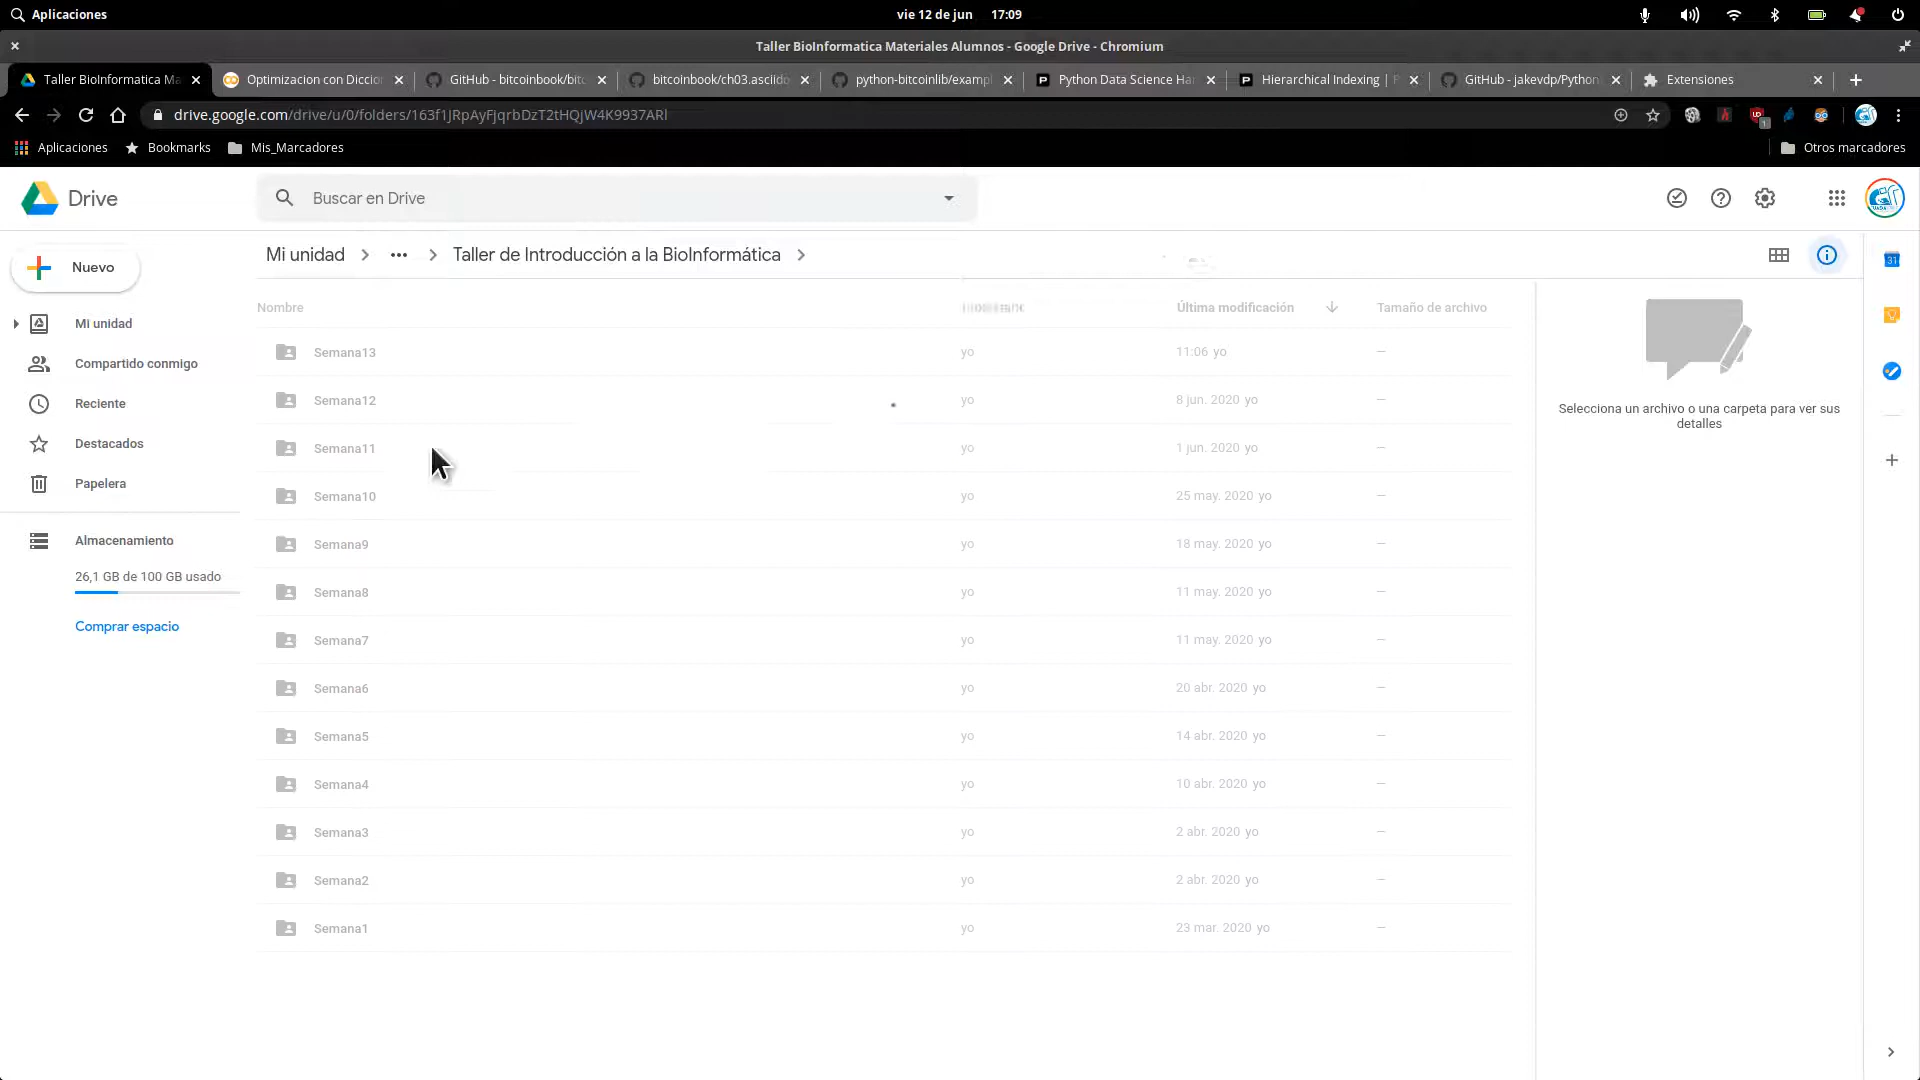 Aplicaciones
vie 12 de jun 17:09
Taller BioInformatica Materiales Alumnos - Google Drive - Chromium
Taller BioInformatica Ma
Optimizacion con Diccion
GitHub - bitcoinbook/bitc
bitcoinbook/ch03.asciido
python-bitcoinlib/exampl
Python Data Science Ha
Hierarchical Indexing | P
GitHub - jakevdp/Python
Extensiones
drive.google.com/drive/u/0/folders/163f1JRpAyFjqrbDzT2tHQjW4K9937ARl
Aplicaciones
Bookmarks
Mis_Marcadores
Otros marcadores
Drive
Buscar en Drive
Nuevo
Mi unidad
Compartido conmigo
Reciente
Destacados
Papelera
Almacenamiento
26,1 GB de 100 GB usado
Comprar espacio
Mi unidad > ... > Taller de Introducción a la BioInformática >
Nombre Última modificación Tamaño de archivo
Semana13 yo 11:06 yo —
Semana12 yo 8 jun. 2020 yo —
Semana11 yo 1 jun. 2020 yo —
Semana10 yo 25 may. 2020 yo —
Semana9 yo 18 may. 2020 yo —
Semana8 yo 11 may. 2020 yo —
Semana7 yo 11 may. 2020 yo —
Semana6 yo 20 abr. 2020 yo —
Semana5 yo 14 abr. 2020 yo —
Semana4 yo 10 abr. 2020 yo —
Semana3 yo 2 abr. 2020 yo —
Semana2 yo 2 abr. 2020 yo —
Semana1 yo 23 mar. 2020 yo —
Selecciona un archivo o una carpeta para ver sus
detalles
31